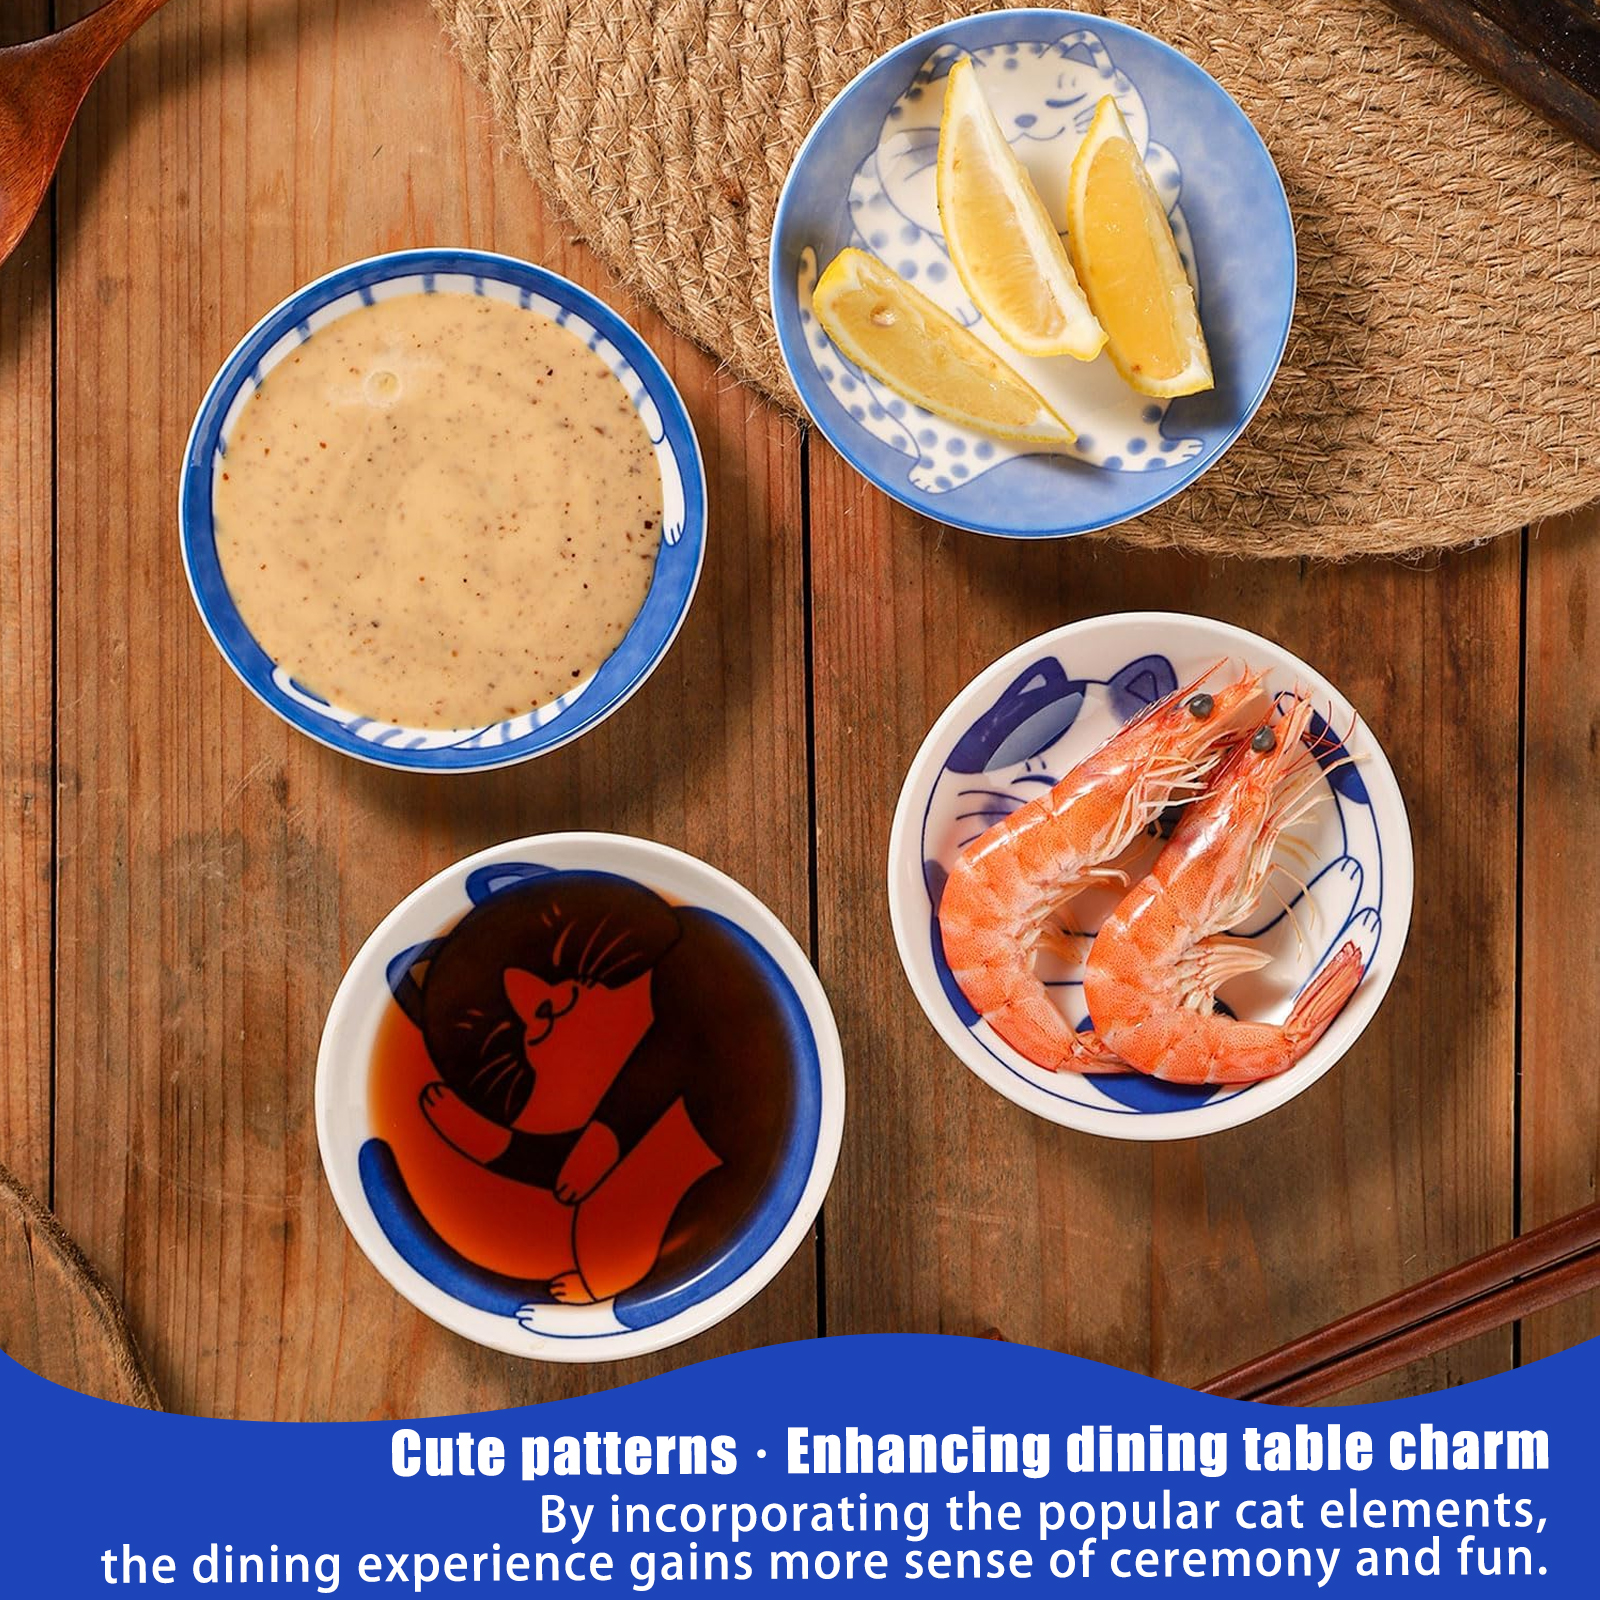 Cute patterns · Enhancing dining table charm
By incorporating the popular cat elements,
the dining experience gains more sense of ceremony and fun.